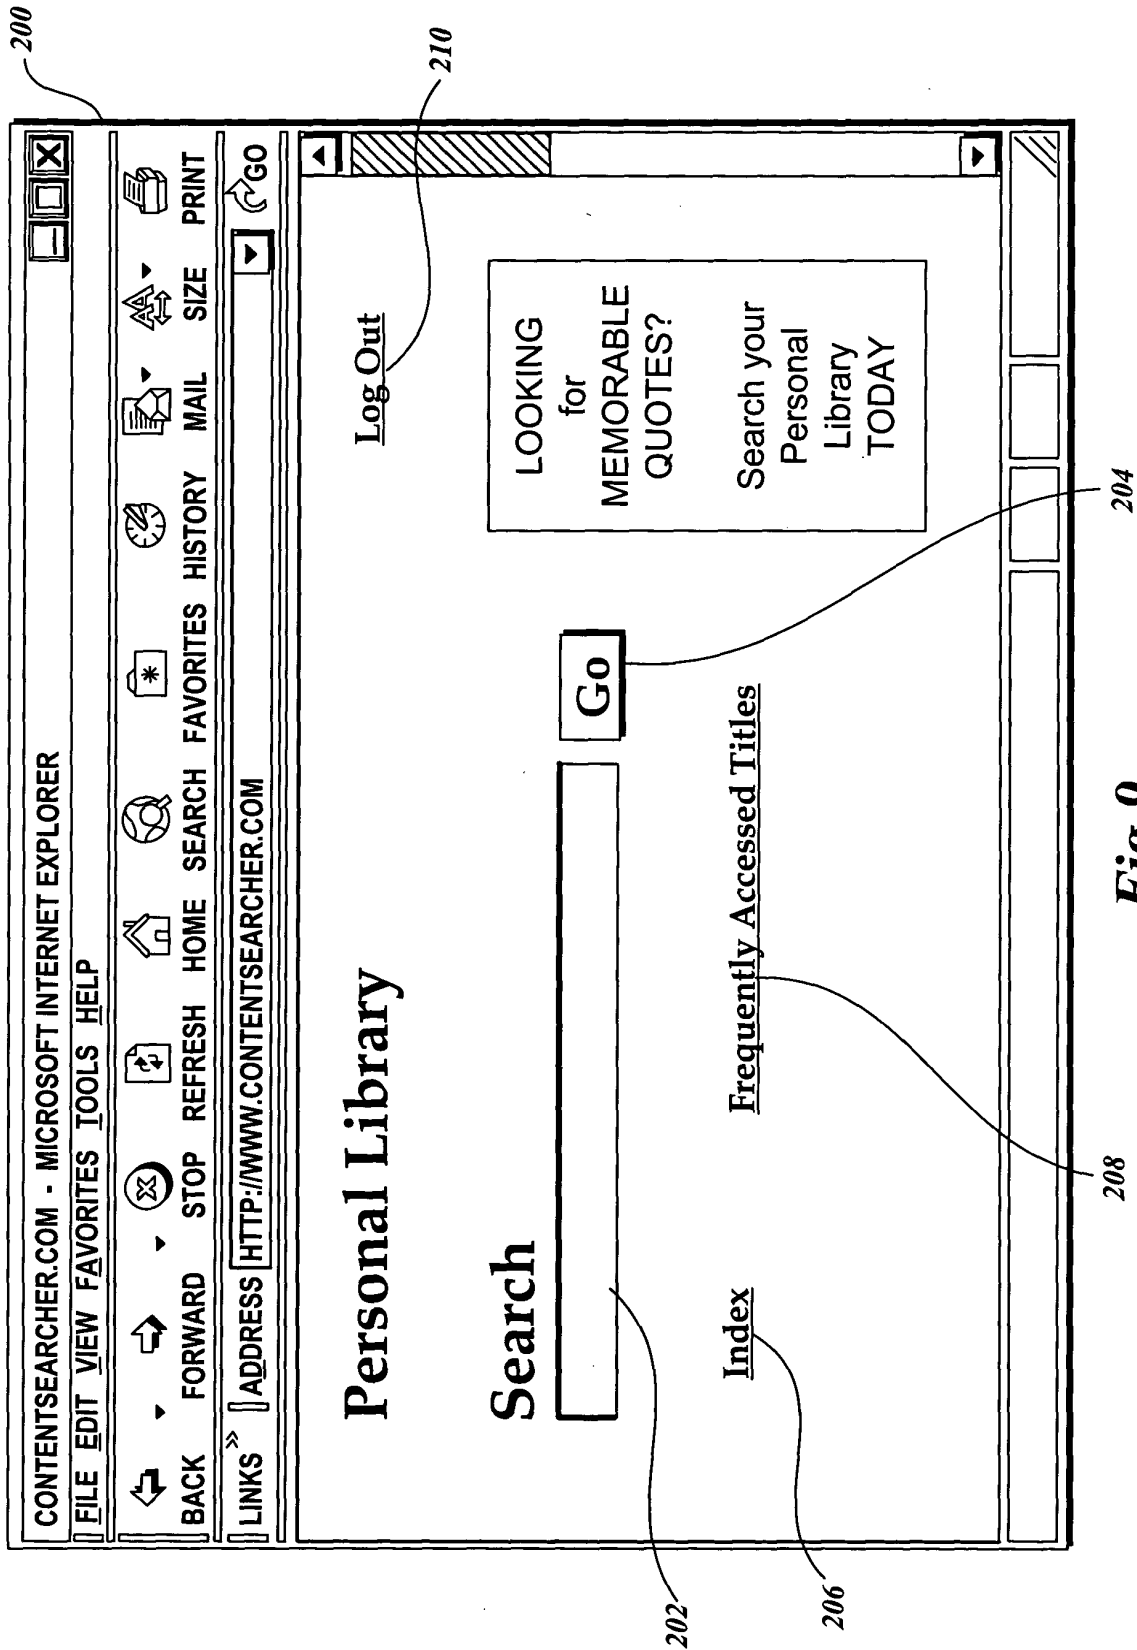 200
CONTENTSEARCHER.COM - MICROSOFT INTERNET EXPLORER
FILE EDIT VIEW FAVORITES TOOLS HELP
BACK FORWARD STOP REFRESH HOME SEARCH FAVORITES HISTORY MAIL SIZE PRINT
LINKS » ADDRESS HTTP://WWW.CONTENTSEARCHER.COM GO
Personal Library
Log Out
210
Search
Go
LOOKING
for
MEMORABLE
QUOTES?
Search your
Personal
Library
TODAY
Index
Frequently Accessed Titles
202
206
208
204